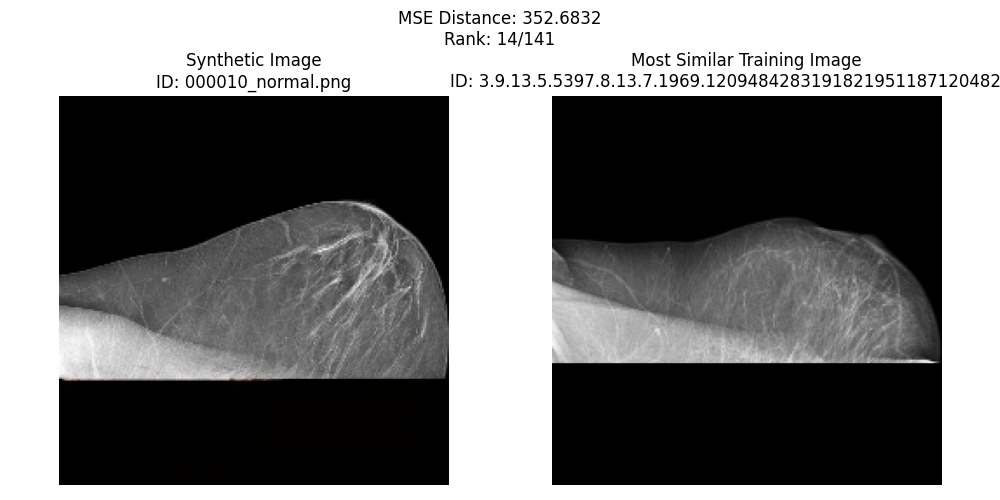 MSE Distance: 352.6832
Rank: 14/141
Synthetic Image
ID: 000010_normal.png
Most Similar Training Image
ID: 3.9.13.5.5397.8.13.7.1969.1209484283191821951187120482